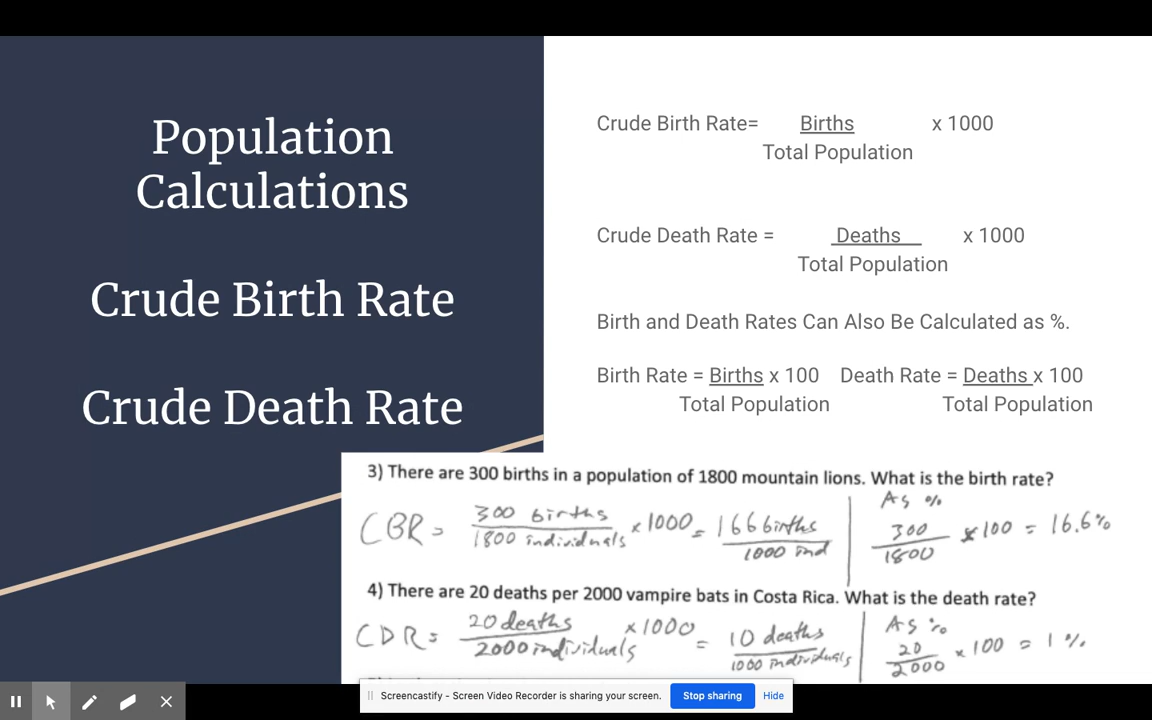 Population
Calculations
Crude Birth Rate
Crude Death Rate
Crude Birth Rate= Births x 1000
Total Population
Crude Death Rate = Deaths x 1000
Total Population
Birth and Death Rates Can Also Be Calculated as %.
Birth Rate = Births x 100 Death Rate = Deaths x 100
Total Population Total Population
3) There are 300 births in a population of 1800 mountain lions. What is the birth rate?
As %
CBR = 300 births x 1000 = 166 births 300 x 100 = 16.6%
1800 individuals 1000 ind 1800
4) There are 20 deaths per 2000 vampire bats in Costa Rica. What is the death rate?
As %
CDR = 20 deaths x 1000 = 10 deaths 20 x 100 = 1%
2000 individuals 1000 individuals 2000
Screencastify - Screen Video Recorder is sharing your screen. Stop sharing Hide